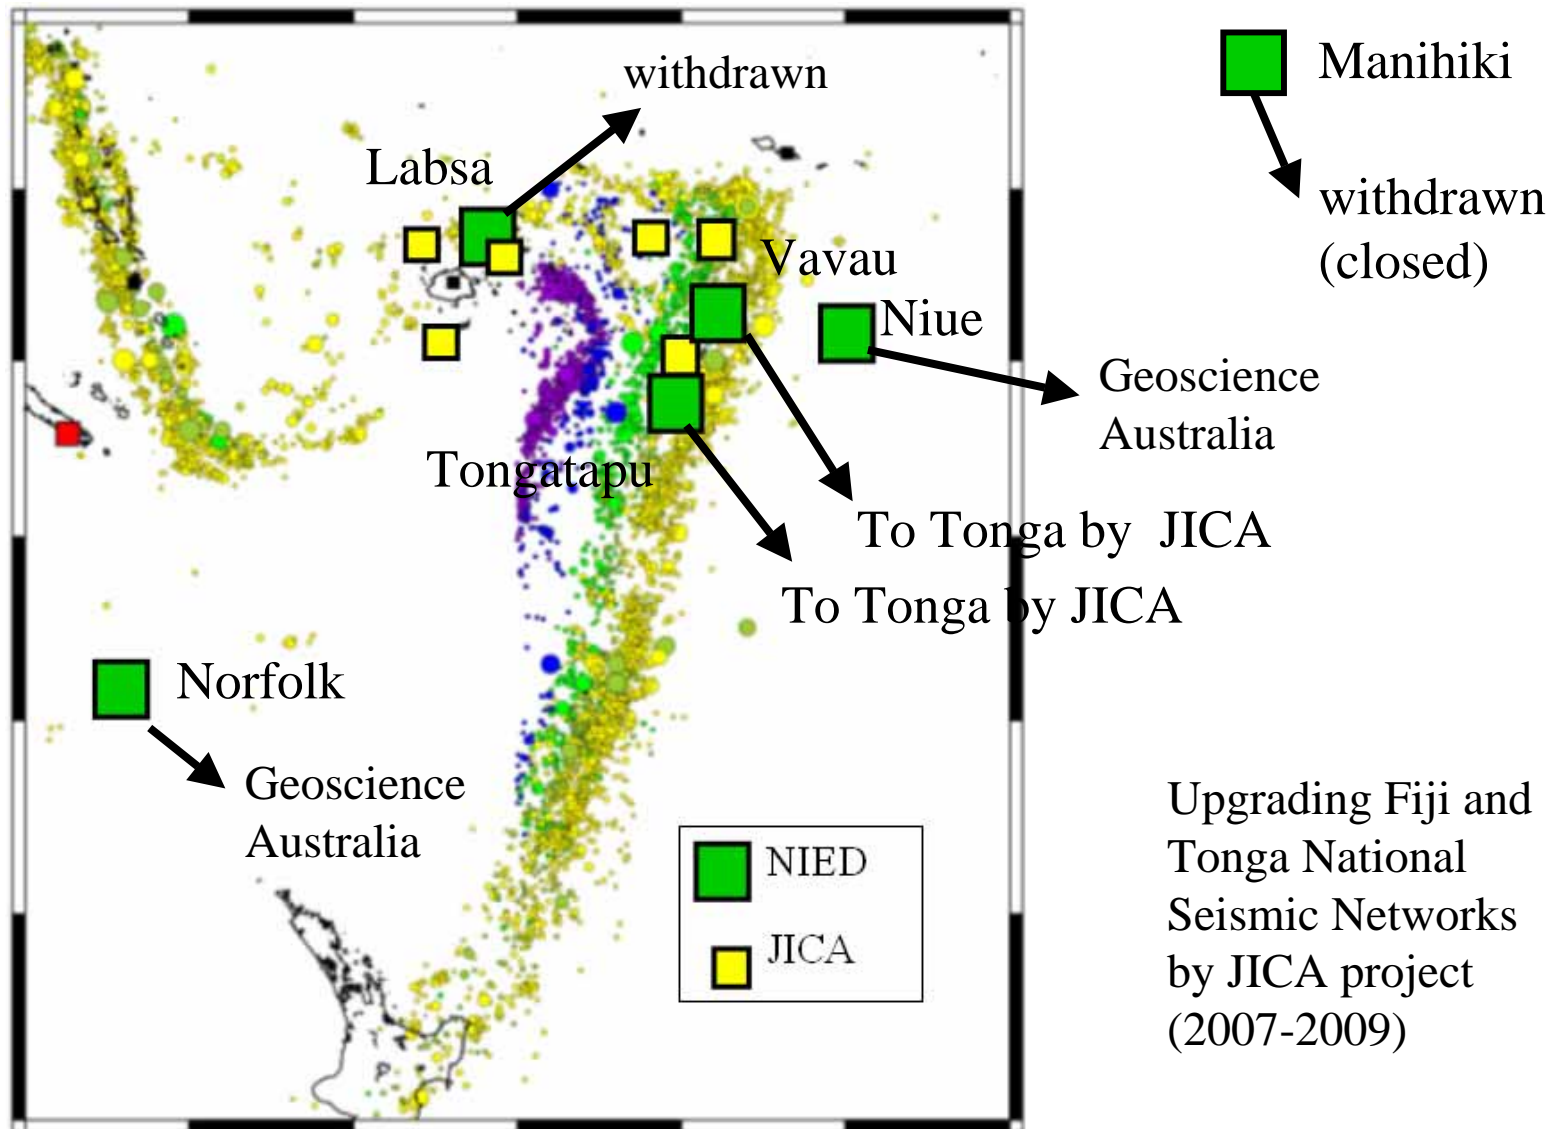 withdrawn
Manihiki
Labsa
withdrawn
(closed)
Vavau
Niue
Geoscience
Australia
Tongatapu
To Tonga by JICA
To Tonga by JICA
Norfolk
Geoscience
Australia
NIED
JICA
Upgrading Fiji and
Tonga National
Seismic Networks
by JICA project
(2007-2009)